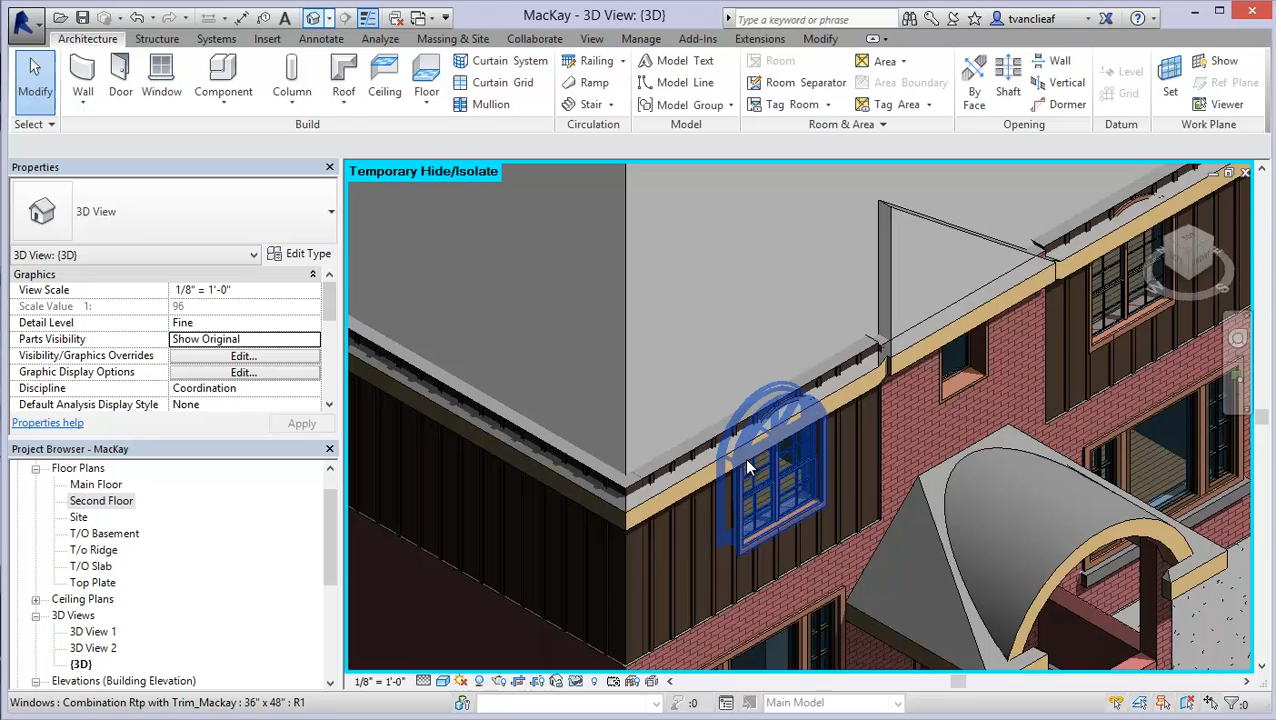 MacKay - 3D View: {3D}
Type a keyword or phrase
tvanclief
Architecture Structure Systems Insert Annotate Analyze Massing & Site Collaborate View Manage Add-Ins Extensions Modify
Modify Wall Door Window Component Column Roof Ceiling Floor
Curtain System
Curtain Grid
Mullion
Railing
Ramp
Stair
Model Text
Model Line
Model Group
Room
Room Separator
Tag Room
Area
Area Boundary
Tag Area
By Face
Shaft
Wall
Vertical
Dormer
Level
Grid
Set
Show
Ref Plane
Viewer
Select Build Circulation Model Room & Area Opening Datum Work Plane
Properties
3D View
3D View: {3D} Edit Type
Graphics
View Scale 1/8" = 1'-0"
Scale Value 1: 96
Detail Level Fine
Parts Visibility Show Original
Visibility/Graphics Overrides Edit...
Graphic Display Options Edit...
Discipline Coordination
Default Analysis Display Style None
Properties help Apply
Project Browser - MacKay
Floor Plans
Main Floor
Second Floor
Site
T/O Basement
T/o Ridge
T/O Slab
Top Plate
Ceiling Plans
3D Views
3D View 1
3D View 2
{3D}
Elevations (Building Elevation)
Temporary Hide/Isolate
1/8" = 1'-0"
Windows : Combination Rtp with Trim_Mackay : 36" x 48" : R1
:0
Main Model
:0